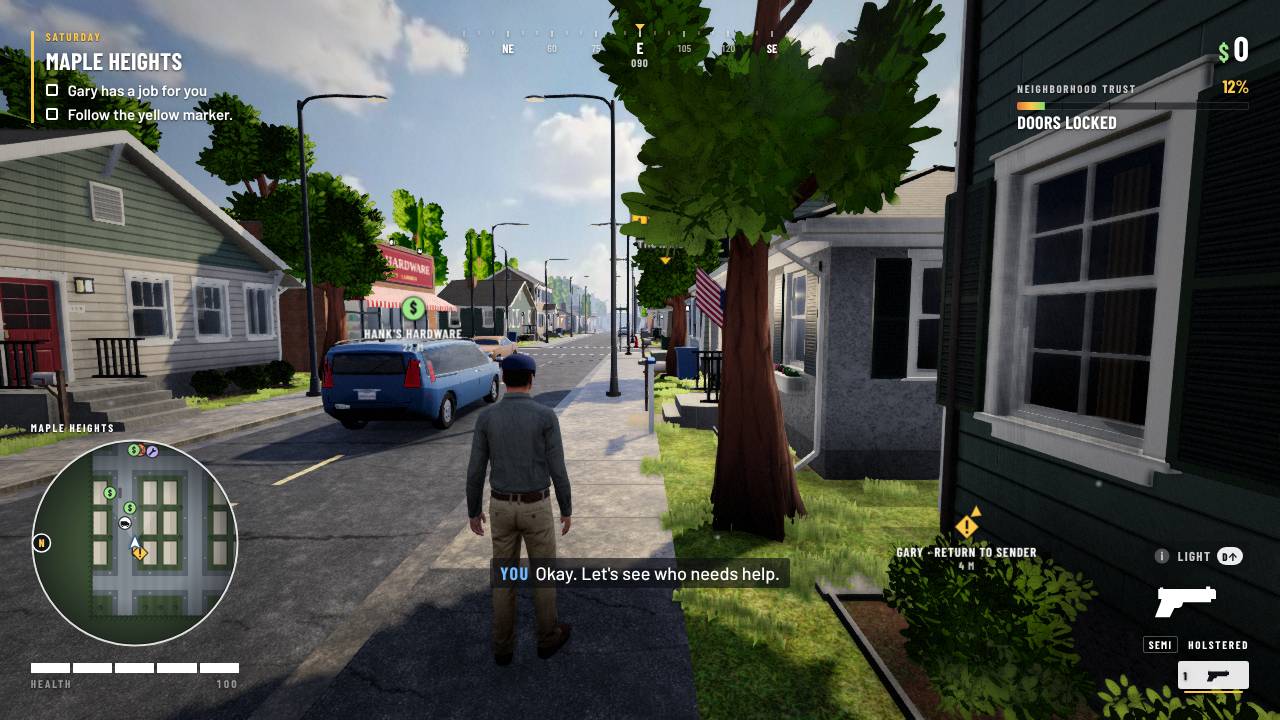 SATURDAY
MAPLE HEIGHTS
Gary has a job for you
Follow the yellow marker.
NE 60 75 E 105 120 SE
090
$0
NEIGHBORHOOD TRUST 12%
DOORS LOCKED
HARDWARE
$
HANK'S HARDWARE
MAPLE HEIGHTS
$
$
$
N
!
HEALTH 100
YOU Okay. Let's see who needs help.
!
GARY - RETURN TO SENDER
4 M
i LIGHT D↑
SEMI HOLSTERED
1